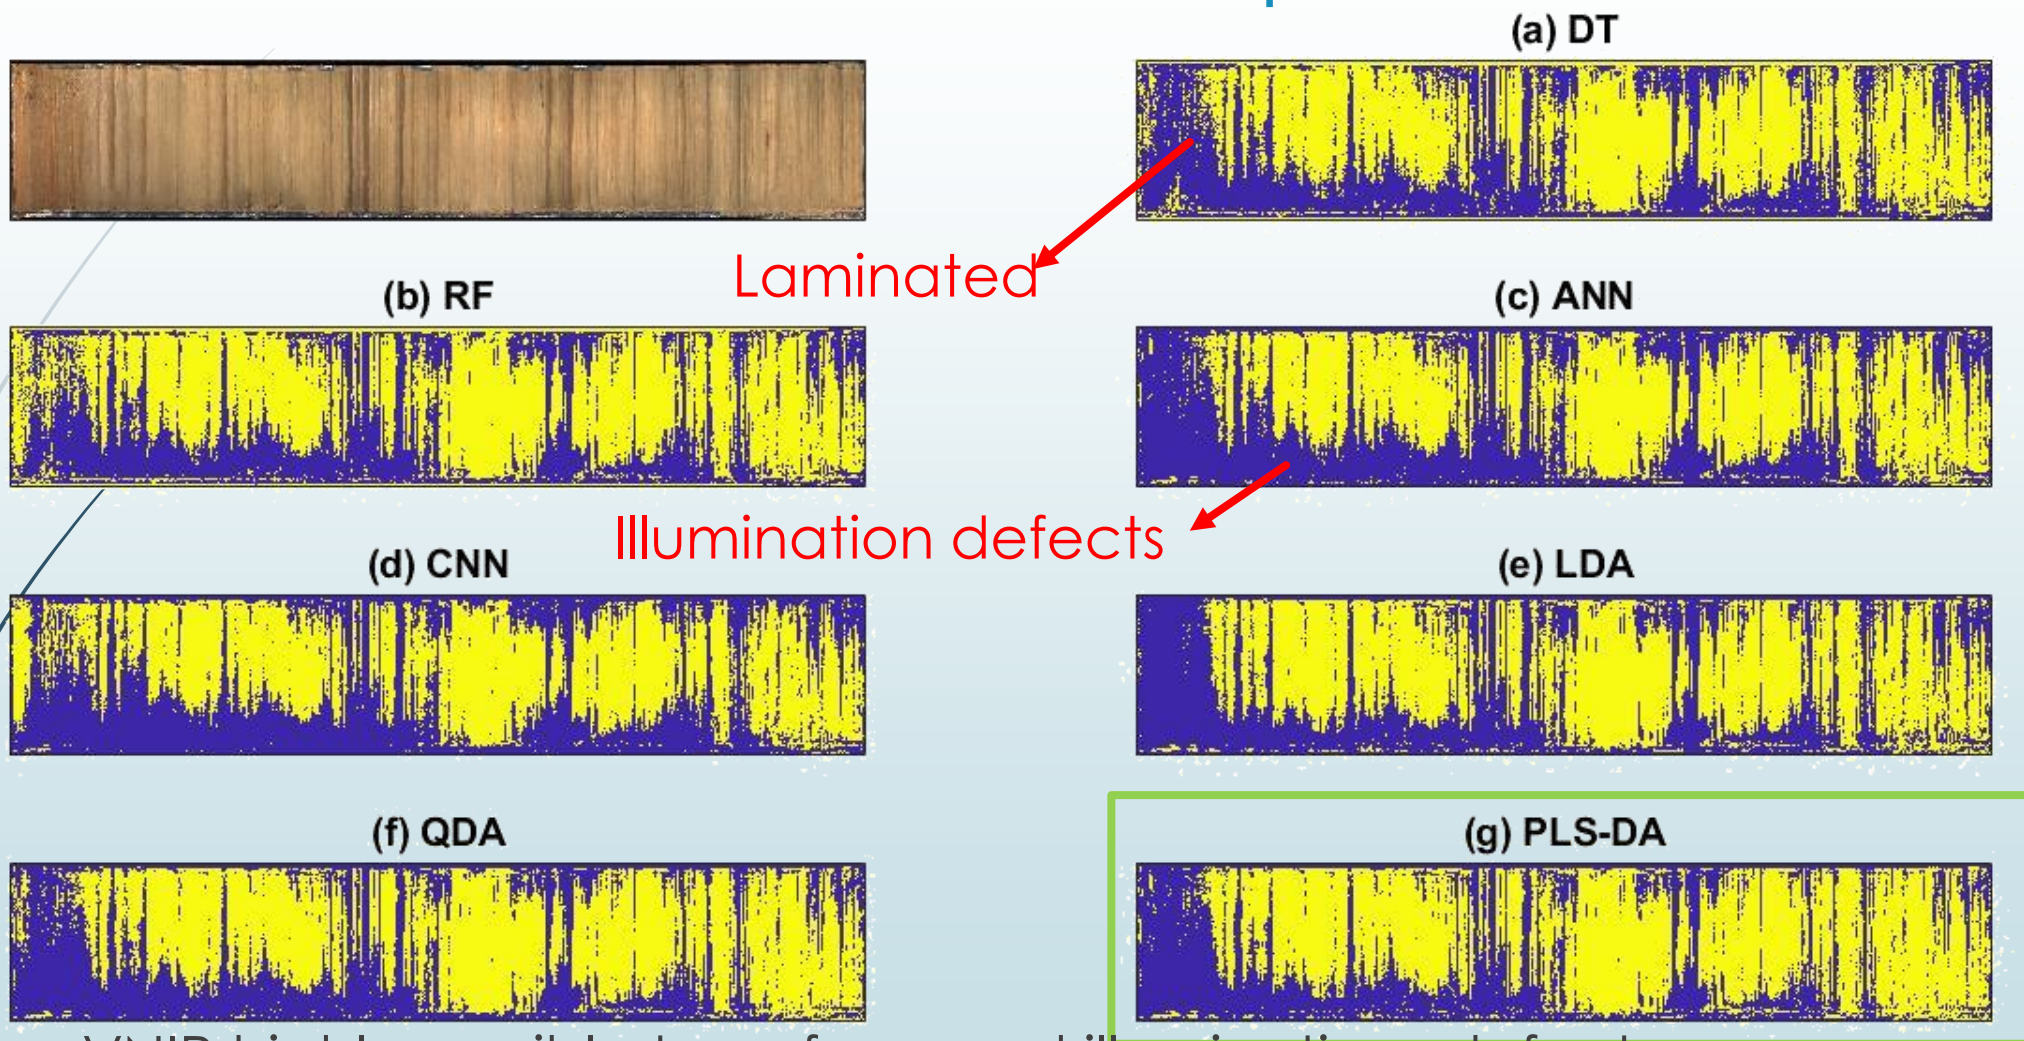 (a) DT
Laminated
(b) RF
(c) ANN
Illumination defects
(d) CNN
(e) LDA
(f) QDA
(g) PLS-DA